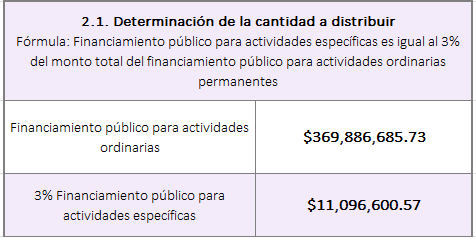 2.1. Determinación de la cantidad a distribuir
Fórmula: Financiamiento público para actividades específicas es igual al 3%
del monto total del financiamiento público para actividades ordinarias
permanentes
Financiamiento público para actividades
ordinarias
$369,886,685.73
3% Financiamiento público para
actividades específicas
$11,096,600.57